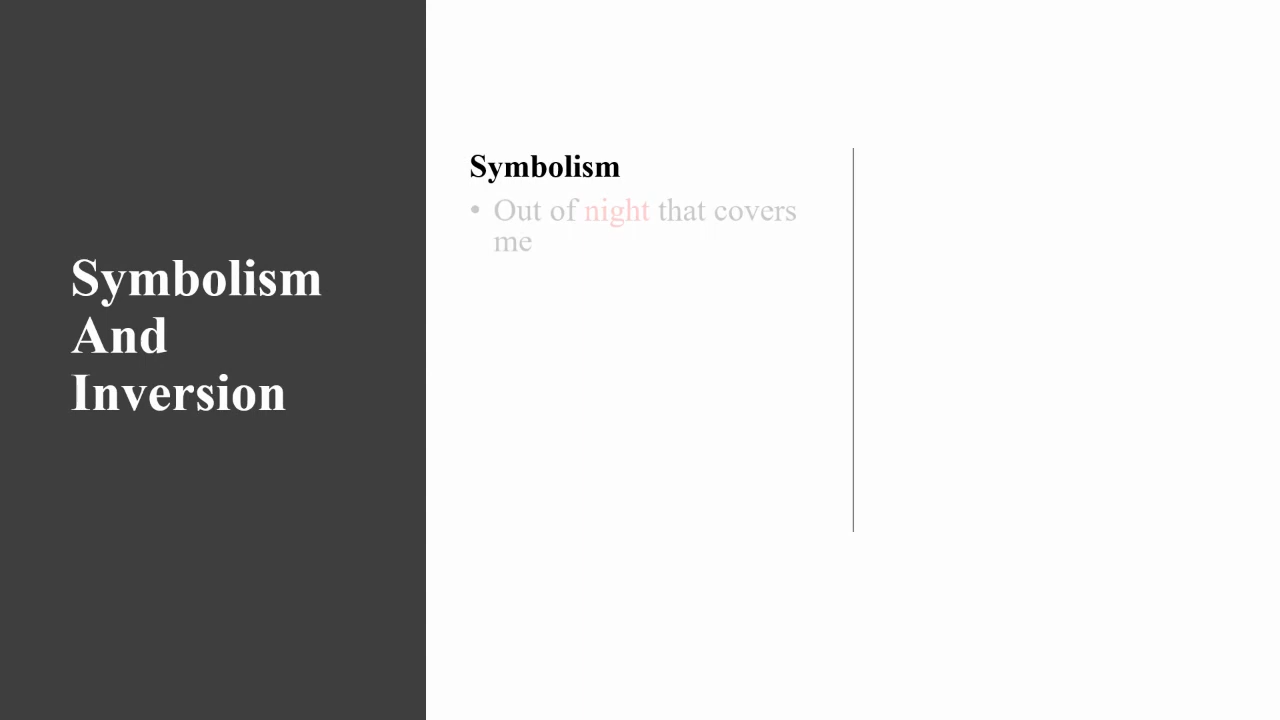 Symbolism
And
Inversion
Symbolism
• Out of night that covers
me